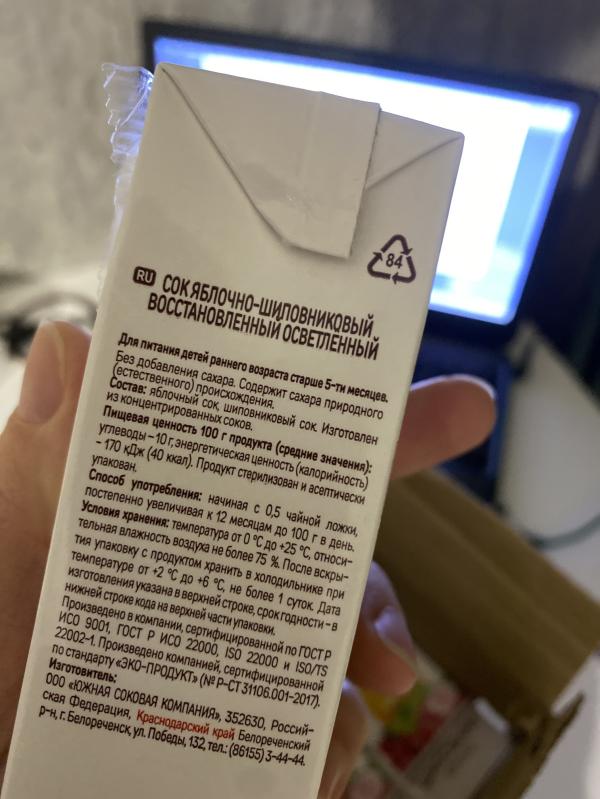 84
RU СОК ЯБЛОЧНО-ШИПОВНИКОВЫЙ
ВОССТАНОВЛЕННЫЙ ОСВЕТЛЕННЫЙ
Для питания детей раннего возраста старше 5-ти месяцев.
Без добавления сахара. Содержит сахара природного
(естественного) происхождения.
Состав: яблочный сок, шиповниковый сок. Изготовлен
из концентрированных соков.
Пищевая ценность 100 г продукта (средние значения):
углеводы – 10 г, энергетическая ценность (калорийность)
– 170 кДж (40 ккал). Продукт стерилизован и асептически
упакован.
Способ употребления: начиная с 0,5 чайной ложки,
постепенно увеличивая к 12 месяцам до 100 г в день.
Условия хранения: температура от 0 °С до +25 °С, относи-
тельная влажность воздуха не более 75 %. После вскры-
тия упаковку с продуктом хранить в холодильнике при
температуре от +2 °С до +6 °С, не более 1 суток. Дата
изготовления указана в верхней строке, срок годности – в
нижней строке кода на верхней части упаковки.
Произведено в компании, сертифицированной по ГОСТ Р
ИСО 9001, ГОСТ Р ИСО 22000, ISO 22000 и ISO/TS
22002-1. Произведено компанией, сертифицированной
по стандарту «ЭКО-ПРОДУКТ» (№ Р-СТ 31106.001-2017).
Изготовитель:
ООО «ЮЖНАЯ СОКОВАЯ КОМПАНИЯ», 352630, Россий-
ская Федерация, Краснодарский край Белореченский
р-н, г. Белореченск, ул. Победы, 132, тел.: (86155) 3-44-44.